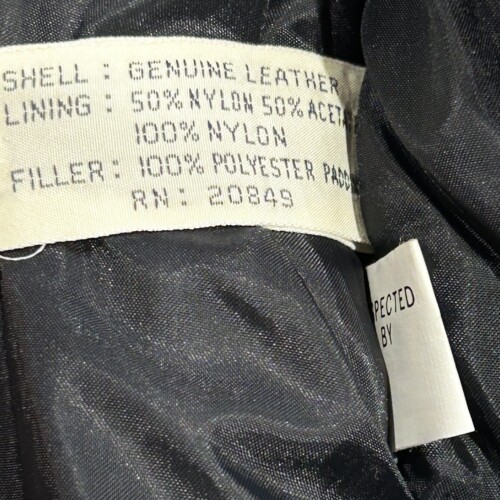 SHELL : GENUINE LEATHER
LINING : 50% NYLON 50% ACETA
100% NYLON
FILLER : 100% POLYESTER PADD
RN : 20849
PECTED
BY